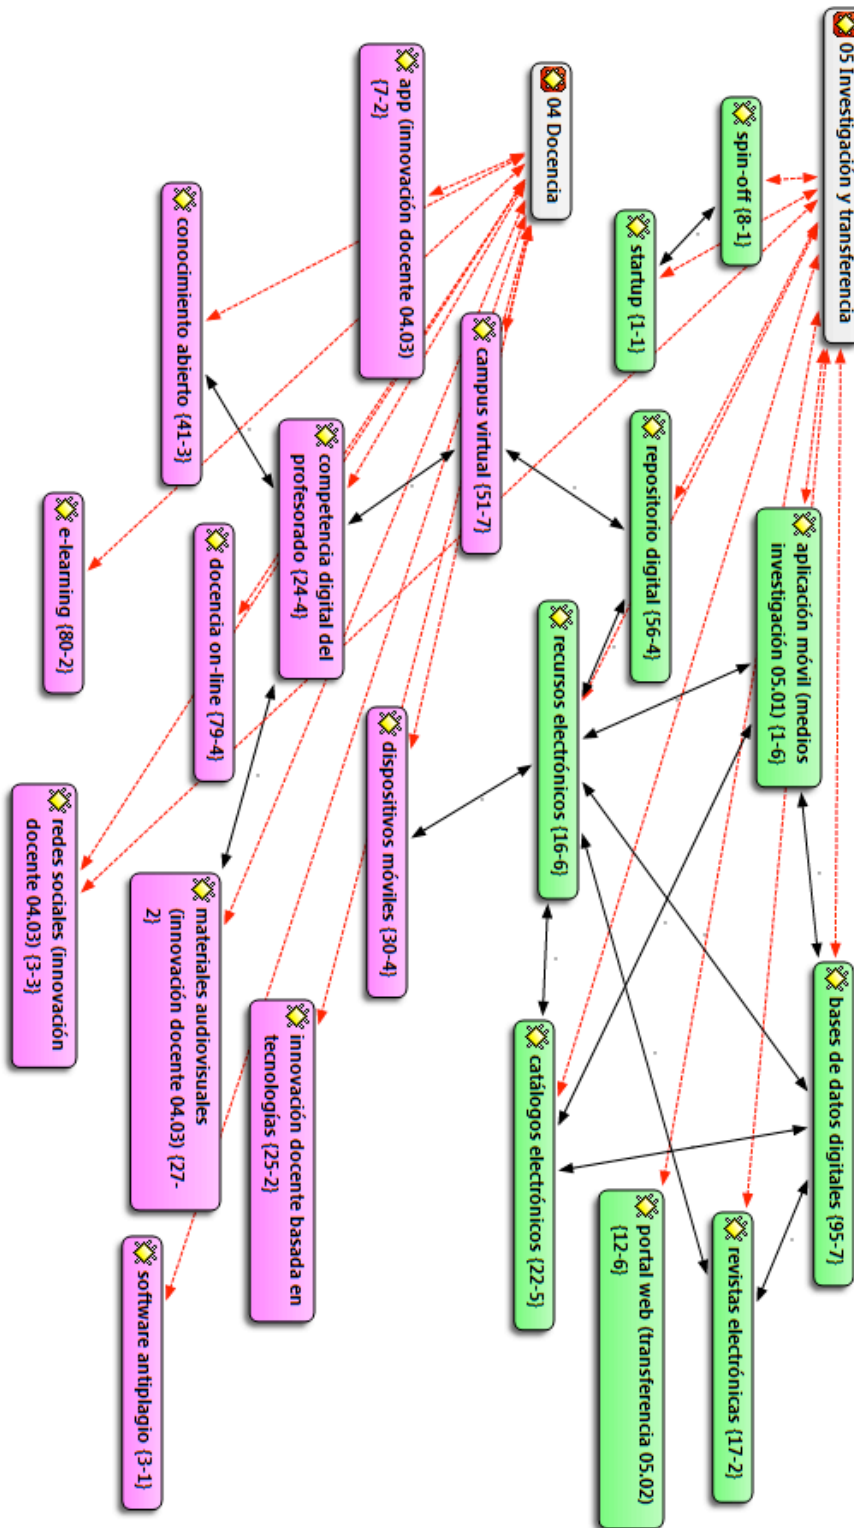 05 Investigación y transferencia
spin-off {8-1}
startup {1-1}
04 Docencia
app (innovación docente 04.03)
{7-2}
conocimiento abierto {41-3}
campus virtual {51-7}
repositorio digital {56-4}
aplicación móvil (medios
investigación 05.01) {1-6}
competencia digital del
profesorado {24-4}
e-learning {80-2}
docencia on-line {79-4}
recursos electrónicos {16-6}
dispositivos móviles {30-4}
redes sociales (innovación
docente 04.03) {3-3}
materiales audiovisuales
(innovación docente 04.03) {27-
2}
bases de datos digitales {95-7}
innovación docente basada en
tecnologías {25-2}
catálogos electrónicos {22-5}
portal web (transferencia 05.02)
{12-6}
revistas electrónicas {17-2}
software antiplagio {3-1}